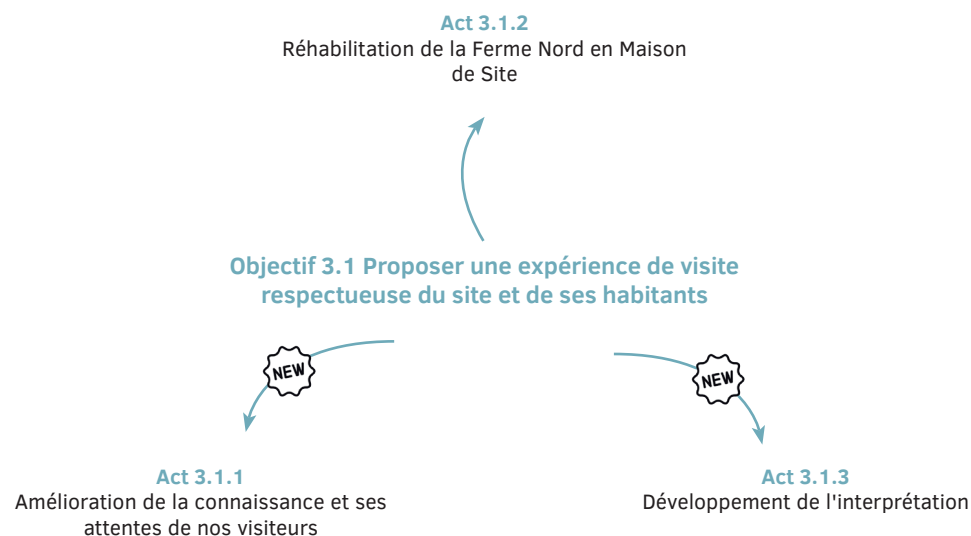 Act 3.1.2
Réhabilitation de la Ferme Nord en Maison
de Site
Objectif 3.1 Proposer une expérience de visite
respectueuse du site et de ses habitants
NEW
NEW
Act 3.1.1
Amélioration de la connaissance et ses
attentes de nos visiteurs
Act 3.1.3
Développement de l'interprétation